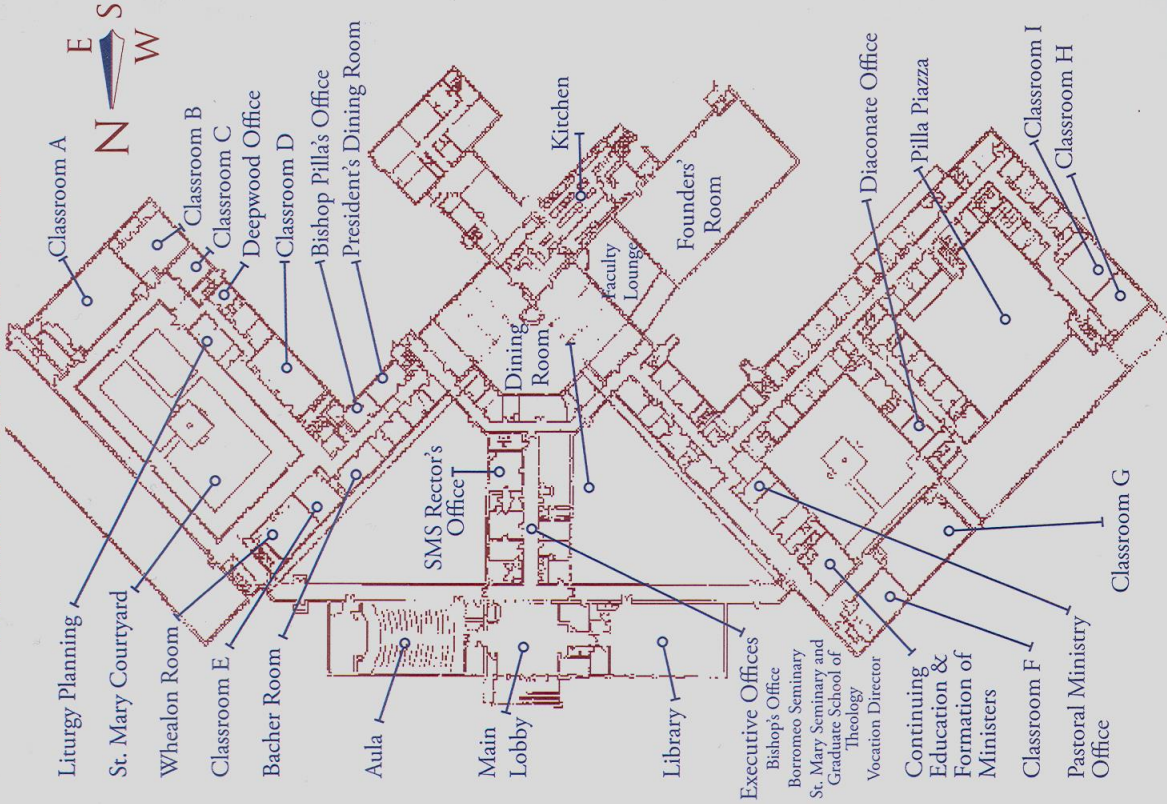 N
E
S
W
Classroom A
Classroom B
Classroom C
Deepwood Office
Classroom D
Bishop Pilla's Office
President's Dining Room
Kitchen
Founders'
Room
Faculty
Lounge
Dining
Room
Diaconate Office
Pilla Piazza
Classroom I
Classroom H
Liturgy Planning
St. Mary Courtyard
Whealon Room
Classroom E
Bacher Room
SMS Rector's
Office
Aula
Main
Lobby
Library
Executive Offices
Bishop's Office
Borromeo Seminary
St. Mary Seminary and
Graduate School of
Theology
Vocation Director
Continuing
Education &
Formation of
Ministers
Classroom F
Pastoral Ministry
Office
Classroom G